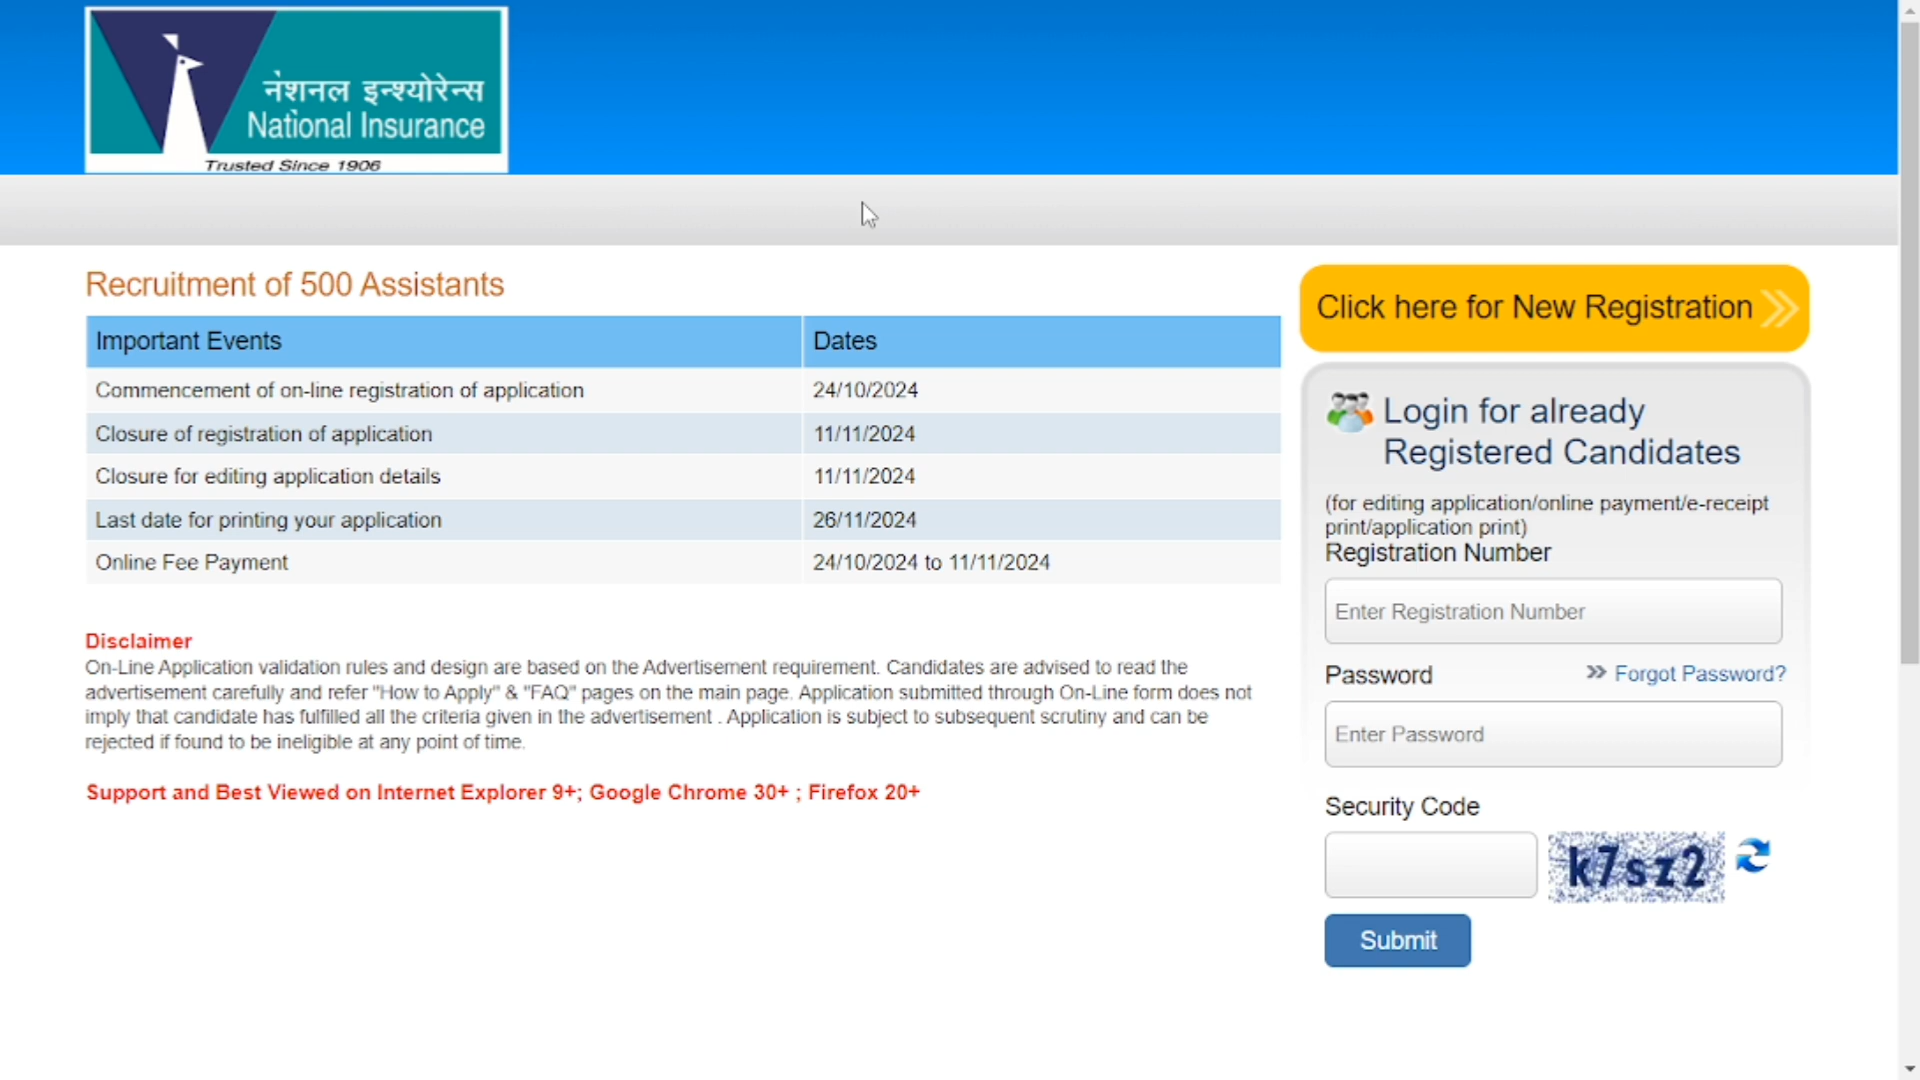 नेशनल इन्श्योरेन्स
National Insurance
Trusted Since 1906
Recruitment of 500 Assistants
Click here for New Registration
Important Events Dates
Commencement of on-line registration of application 24/10/2024
Closure of registration of application 11/11/2024
Closure for editing application details 11/11/2024
Last date for printing your application 26/11/2024
Online Fee Payment 24/10/2024 to 11/11/2024
Disclaimer
On-Line Application validation rules and design are based on the Advertisement requirement. Candidates are advised to read the
advertisement carefully and refer "How to Apply" & "FAQ" pages on the main page. Application submitted through On-Line form does not
imply that candidate has fulfilled all the criteria given in the advertisement . Application is subject to subsequent scrutiny and can be
rejected if found to be ineligible at any point of time.
Support and Best Viewed on Internet Explorer 9+; Google Chrome 30+ ; Firefox 20+
Login for already
Registered Candidates
(for editing application/online payment/e-receipt
print/application print)
Registration Number
Enter Registration Number
Password Forgot Password?
Enter Password
Security Code
k7sz2
Submit